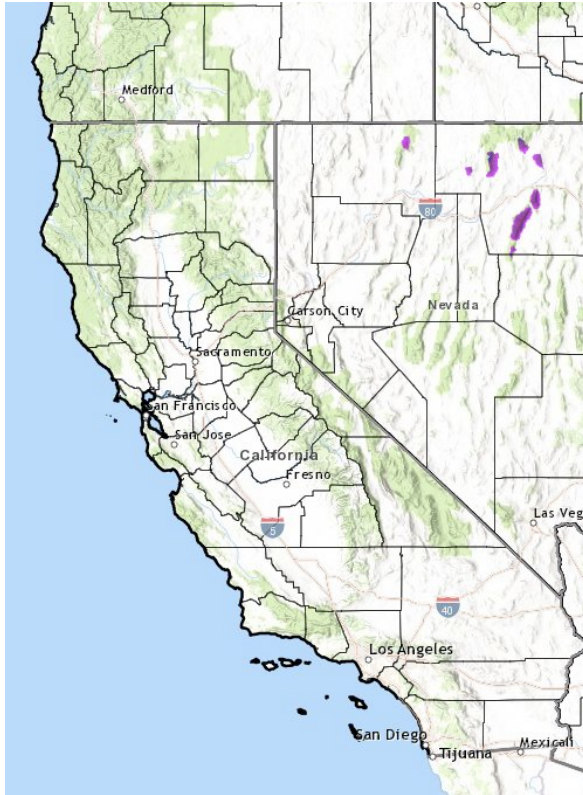 Medford
80
Carson City
Nevada
Sacramento
San Francisco
San Jose
California
Fresno
Las Veg
5
40
Los Angeles
San Diego
Tijuana
Mexicali